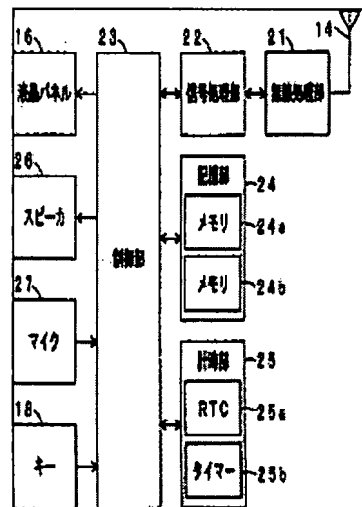 16
23
22
21
14
液晶パネル
信号処理部
無線処理部
26
スピーカ
制御部
記憶部
24
メモリ
24a
メモリ
24b
27
マイク
計時部
25
RTC
25a
18
キー
タイマー
25b